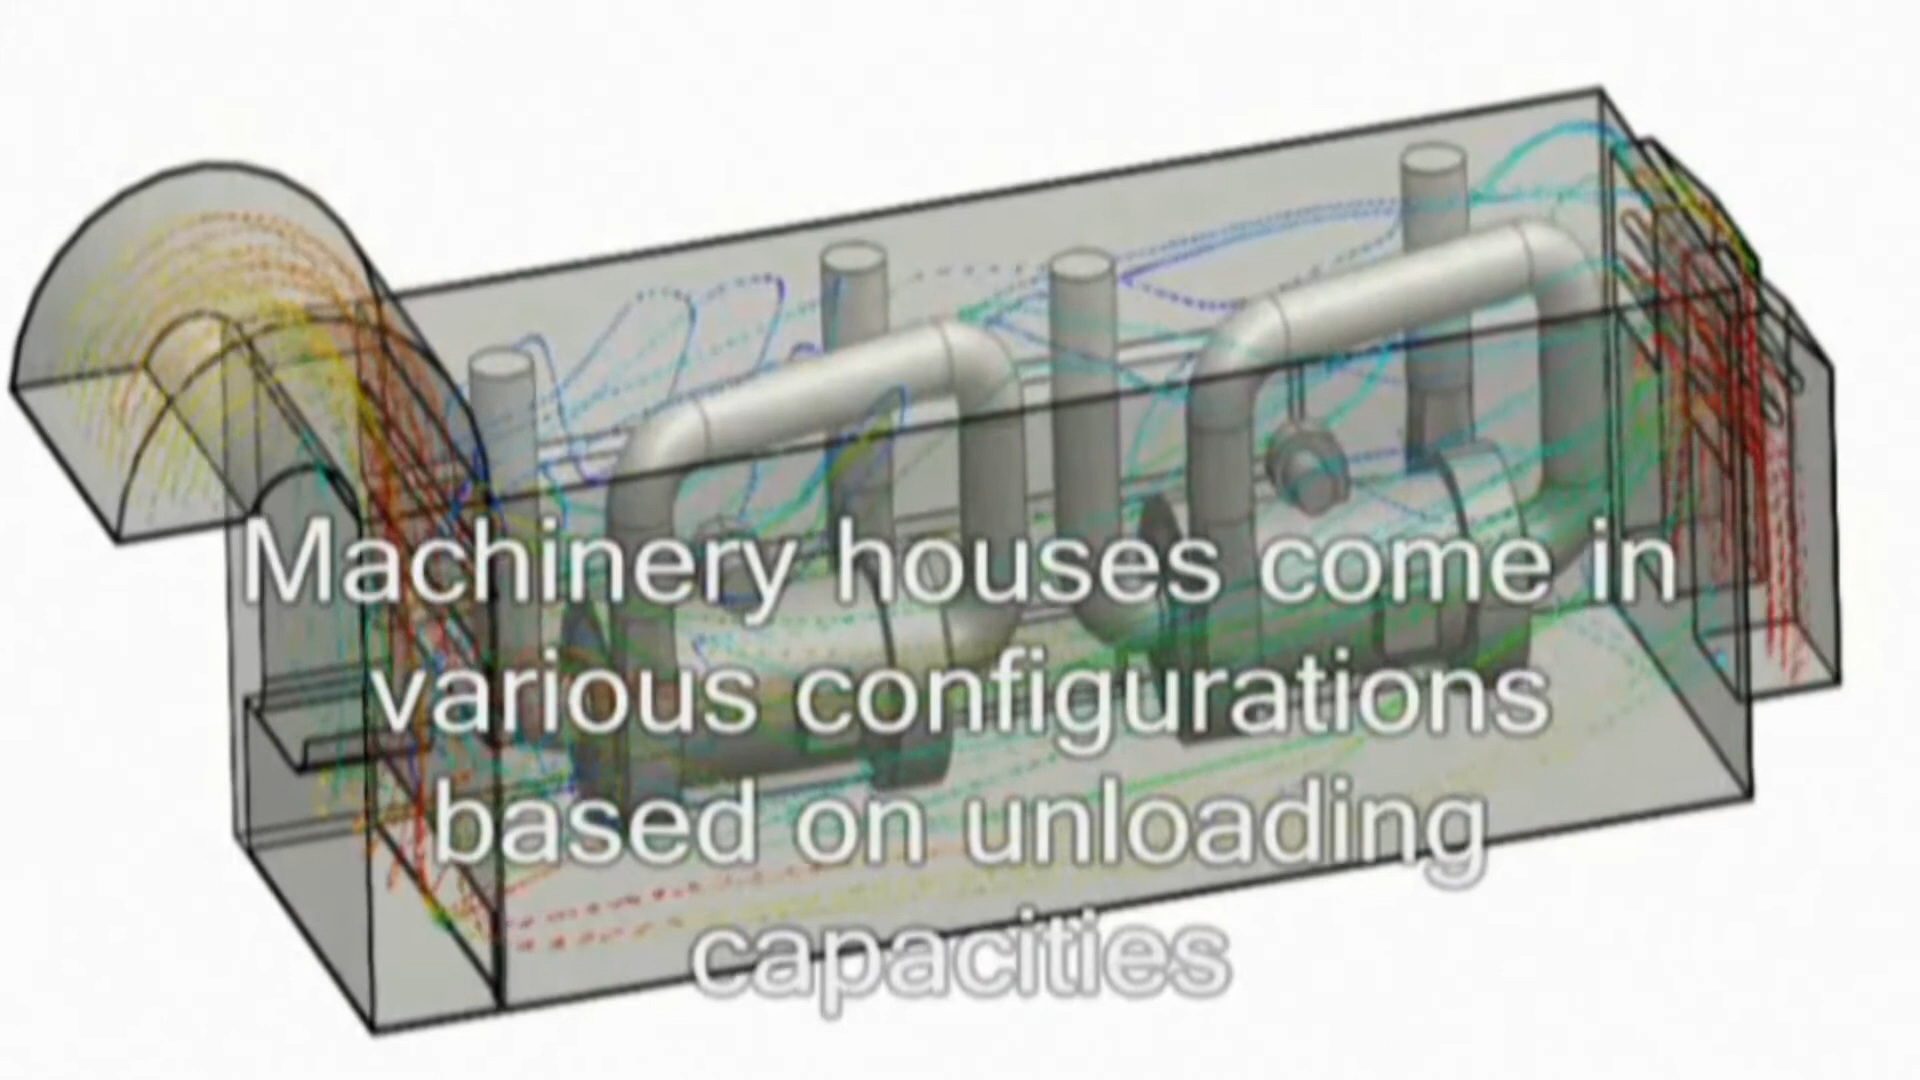 Machinery houses come in
various configurations
based on unloading
capacities